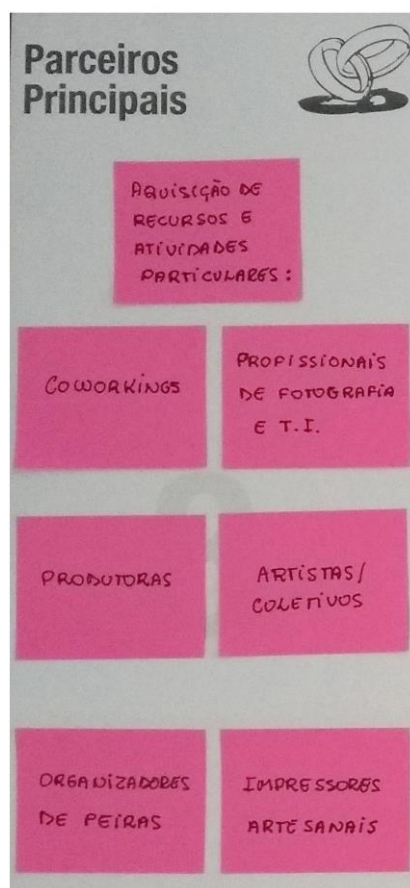 Parceiros
Principais
AQUISIÇÃO DE
RECURSOS E
ATIVIDADES
PARTICULARES:
COWORKINGS
PROFISSIONAIS
DE FOTOGRAFIA
E T.I.
PRODUTORAS
ARTISTAS/
COLETIVOS
ORGANIZADORES
DE FEIRAS
IMPRESSORES
ARTESANAIS